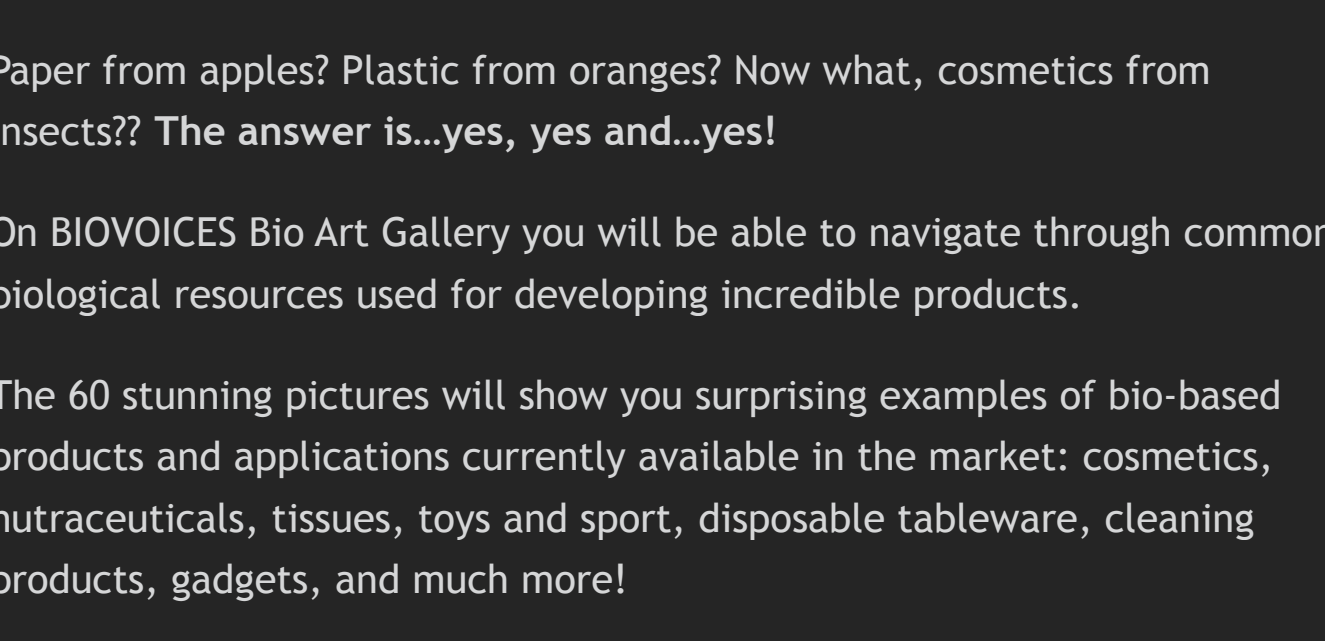 Paper from apples? Plastic from oranges? Now what, cosmetics from
insects?? The answer is...yes, yes and...yes!
On BIOVOICES Bio Art Gallery you will be able to navigate through common
biological resources used for developing incredible products.
The 60 stunning pictures will show you surprising examples of bio-based
products and applications currently available in the market: cosmetics,
nutraceuticals, tissues, toys and sport, disposable tableware, cleaning
products, gadgets, and much more!